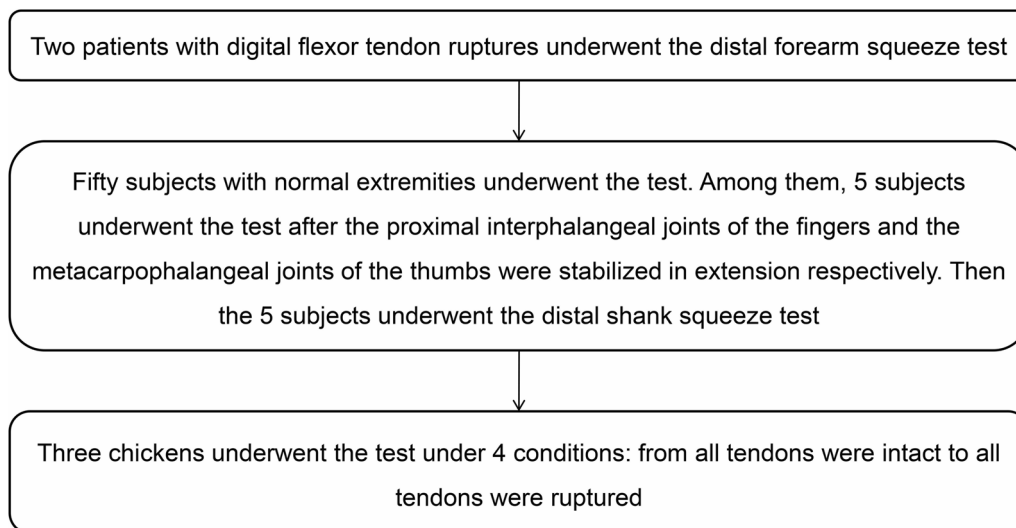 Two patients with digital flexor tendon ruptures underwent the distal forearm squeeze test
Fifty subjects with normal extremities underwent the test. Among them, 5 subjects
underwent the test after the proximal interphalangeal joints of the fingers and the
metacarpophalangeal joints of the thumbs were stabilized in extension respectively. Then
the 5 subjects underwent the distal shank squeeze test
Three chickens underwent the test under 4 conditions: from all tendons were intact to all
tendons were ruptured